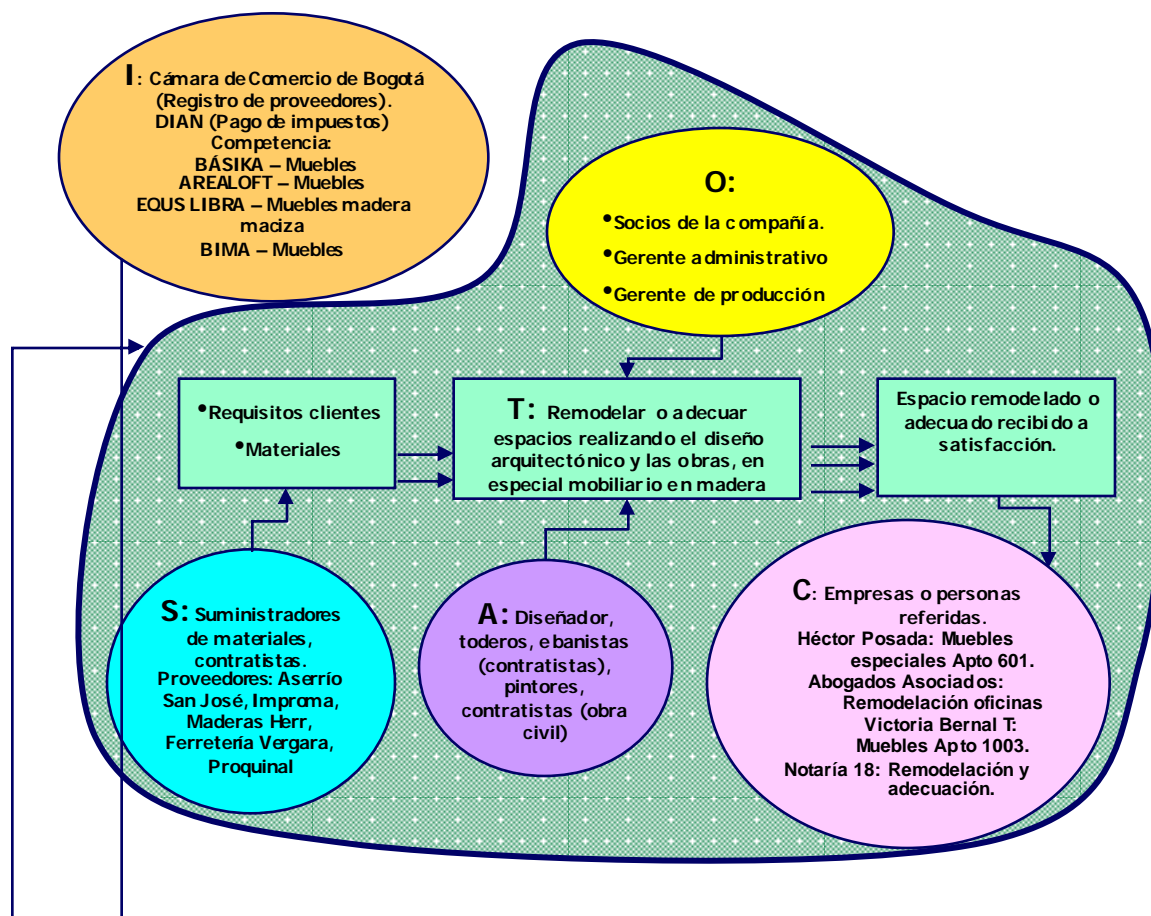 I: Cámara de Comercio de Bogotá
(Registro de proveedores).
DIAN (Pago de impuestos)
Competencia:
BÁSIKA – Muebles
AREALOFT – Muebles
EQUS LIBRA – Muebles madera
maciza
BIMA – Muebles
O:
•Socios de la compañía.
•Gerente administrativo
•Gerente de producción
•Requisitos clientes
•Materiales
T: Remodelar o adecuar
espacios realizando el diseño
arquitectónico y las obras, en
especial mobiliario en madera
Espacio remodelado o
adecuado recibido a
satisfacción.
S: Suministradores
de materiales,
contratistas.
Proveedores: Aserrío
San José, Improma,
Maderas Herr,
Ferretería Vergara,
Proquinal
A: Diseñador,
toderos, ebanistas
(contratistas),
pintores,
contratistas (obra
civil)
C: Empresas o personas
referidas.
Héctor Posada: Muebles
especiales Apto 601.
Abogados Asociados:
Remodelación oficinas
Victoria Bernal T:
Muebles Apto 1003.
Notaría 18: Remodelación y
adecuación.